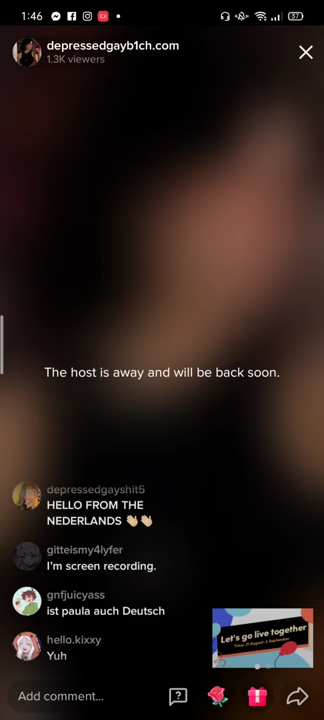 1:46
37
depressedgayb1ch.com
1.3K viewers
The host is away and will be back soon.
depressedgayshit5
HELLO FROM THE
NEDERLANDS 👋🏼👋🏼
gitteismy4lyfer
I'm screen recording.
gnfjuicyass
ist paula auch Deutsch
hello.kixxy
Yuh
Let's go live together
Add comment...